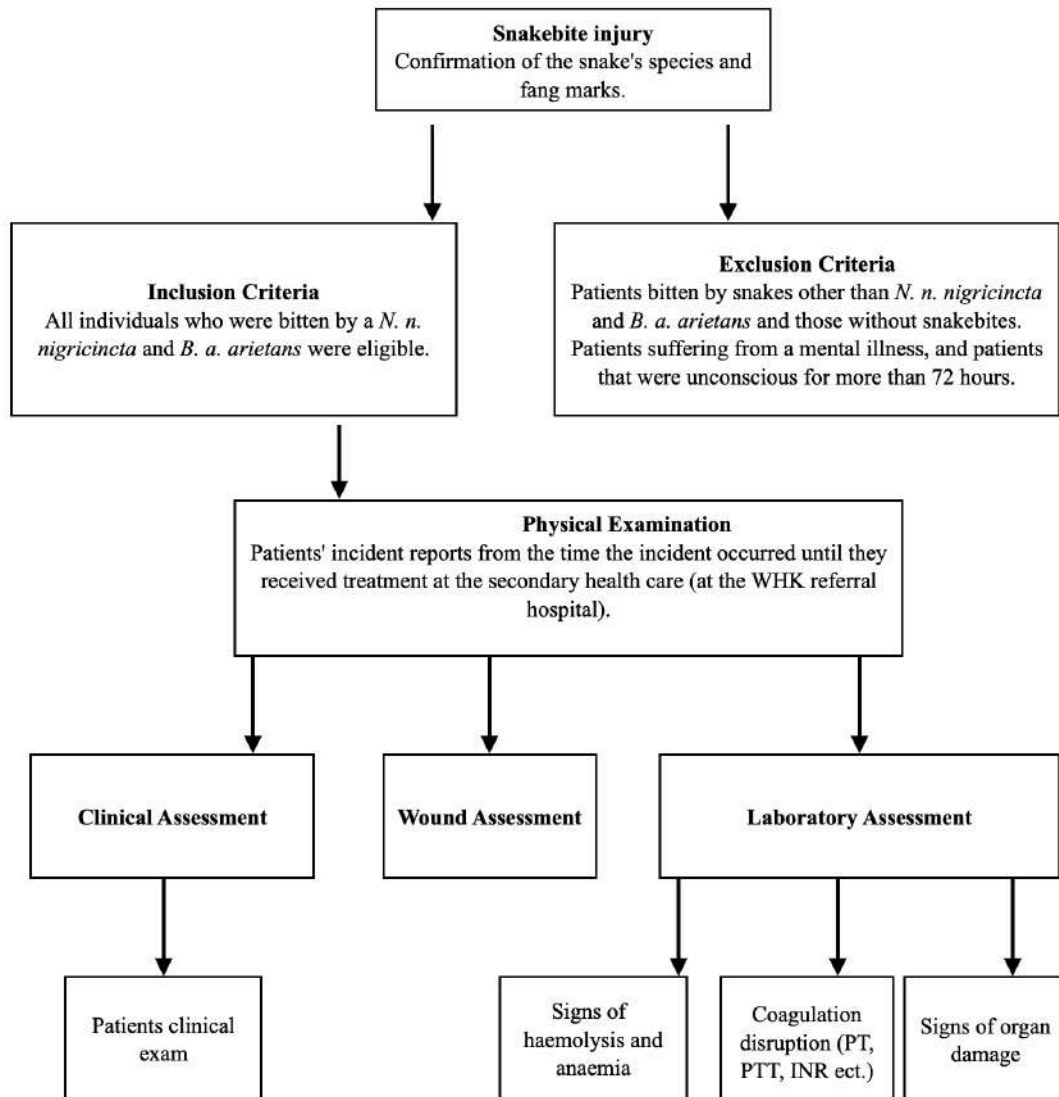 Snakebite injury
Confirmation of the snake's species and
fang marks.
Inclusion Criteria
All individuals who were bitten by a N. n.
nigricincta and B. a. arietans were eligible.
Exclusion Criteria
Patients bitten by snakes other than N. n. nigricincta
and B. a. arietans and those without snakebites.
Patients suffering from a mental illness, and patients
that were unconscious for more than 72 hours.
Physical Examination
Patients' incident reports from the time the incident occurred until they
received treatment at the secondary health care (at the WHK referral
hospital).
Clinical Assessment
Wound Assessment
Laboratory Assessment
Patients clinical
exam
Signs of
haemolysis and
anaemia
Coagulation
disruption (PT,
PTT, INR ect.)
Signs of organ
damage